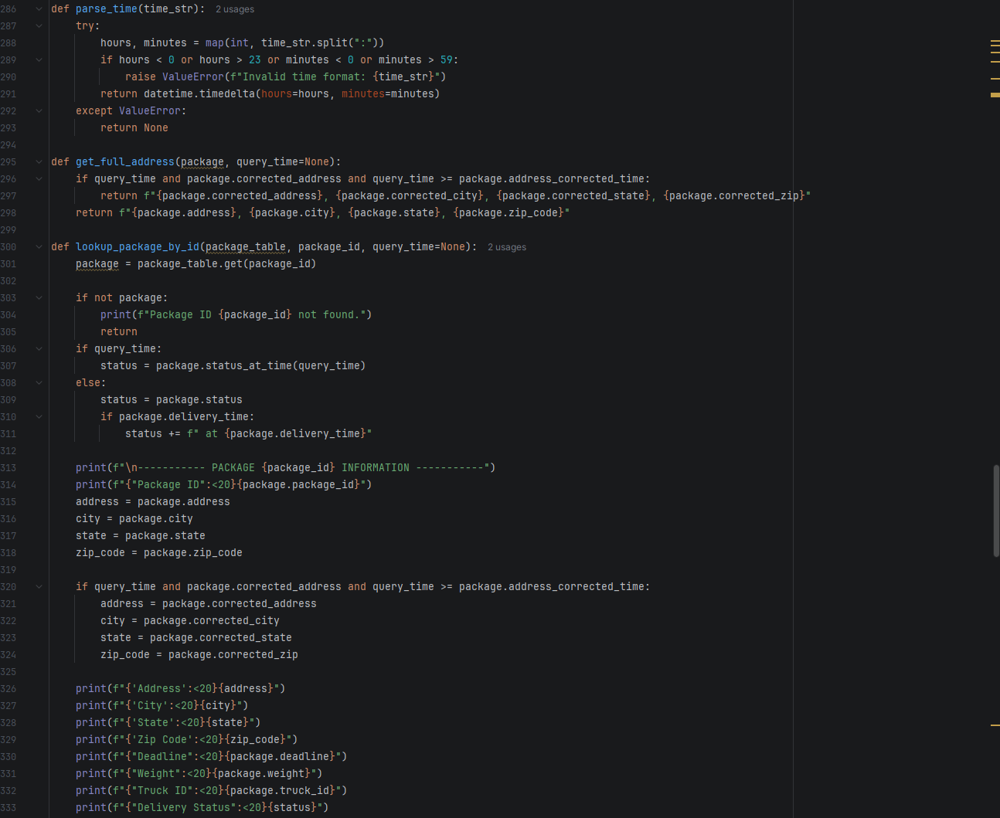 286 def parse_time(time_str): 2 usages
287 try:
288 hours, minutes = map(int, time_str.split(":"))
289 if hours < 0 or hours > 23 or minutes < 0 or minutes > 59:
290 raise ValueError(f"Invalid time format: {time_str}")
291 return datetime.timedelta(hours=hours, minutes=minutes)
292 except ValueError:
293 return None
294
295 def get_full_address(package, query_time=None):
296 if query_time and package.corrected_address and query_time >= package.address_corrected_time:
297 return f"{package.corrected_address}, {package.corrected_city}, {package.corrected_state}, {package.corrected_zip}"
298 return f"{package.address}, {package.city}, {package.state}, {package.zip_code}"
299
300 def lookup_package_by_id(package_table, package_id, query_time=None): 2 usages
301 package = package_table.get(package_id)
302
303 if not package:
304 print(f"Package ID {package_id} not found.")
305 return
306 if query_time:
307 status = package.status_at_time(query_time)
308 else:
309 status = package.status
310 if package.delivery_time:
311 status += f" at {package.delivery_time}"
312
313 print(f"\n----------- PACKAGE {package_id} INFORMATION -----------")
314 print(f"{"Package ID":<20}{package.package_id}")
315 address = package.address
316 city = package.city
317 state = package.state
318 zip_code = package.zip_code
319
320 if query_time and package.corrected_address and query_time >= package.address_corrected_time:
321 address = package.corrected_address
322 city = package.corrected_city
323 state = package.corrected_state
324 zip_code = package.corrected_zip
325
326 print(f"{'Address':<20}{address}")
327 print(f"{'City':<20}{city}")
328 print(f"{'State':<20}{state}")
329 print(f"{'Zip Code':<20}{zip_code}")
330 print(f"{"Deadline":<20}{package.deadline}")
331 print(f"{"Weight":<20}{package.weight}")
332 print(f"{"Truck ID":<20}{package.truck_id}")
333 print(f"{"Delivery Status":<20}{status}")